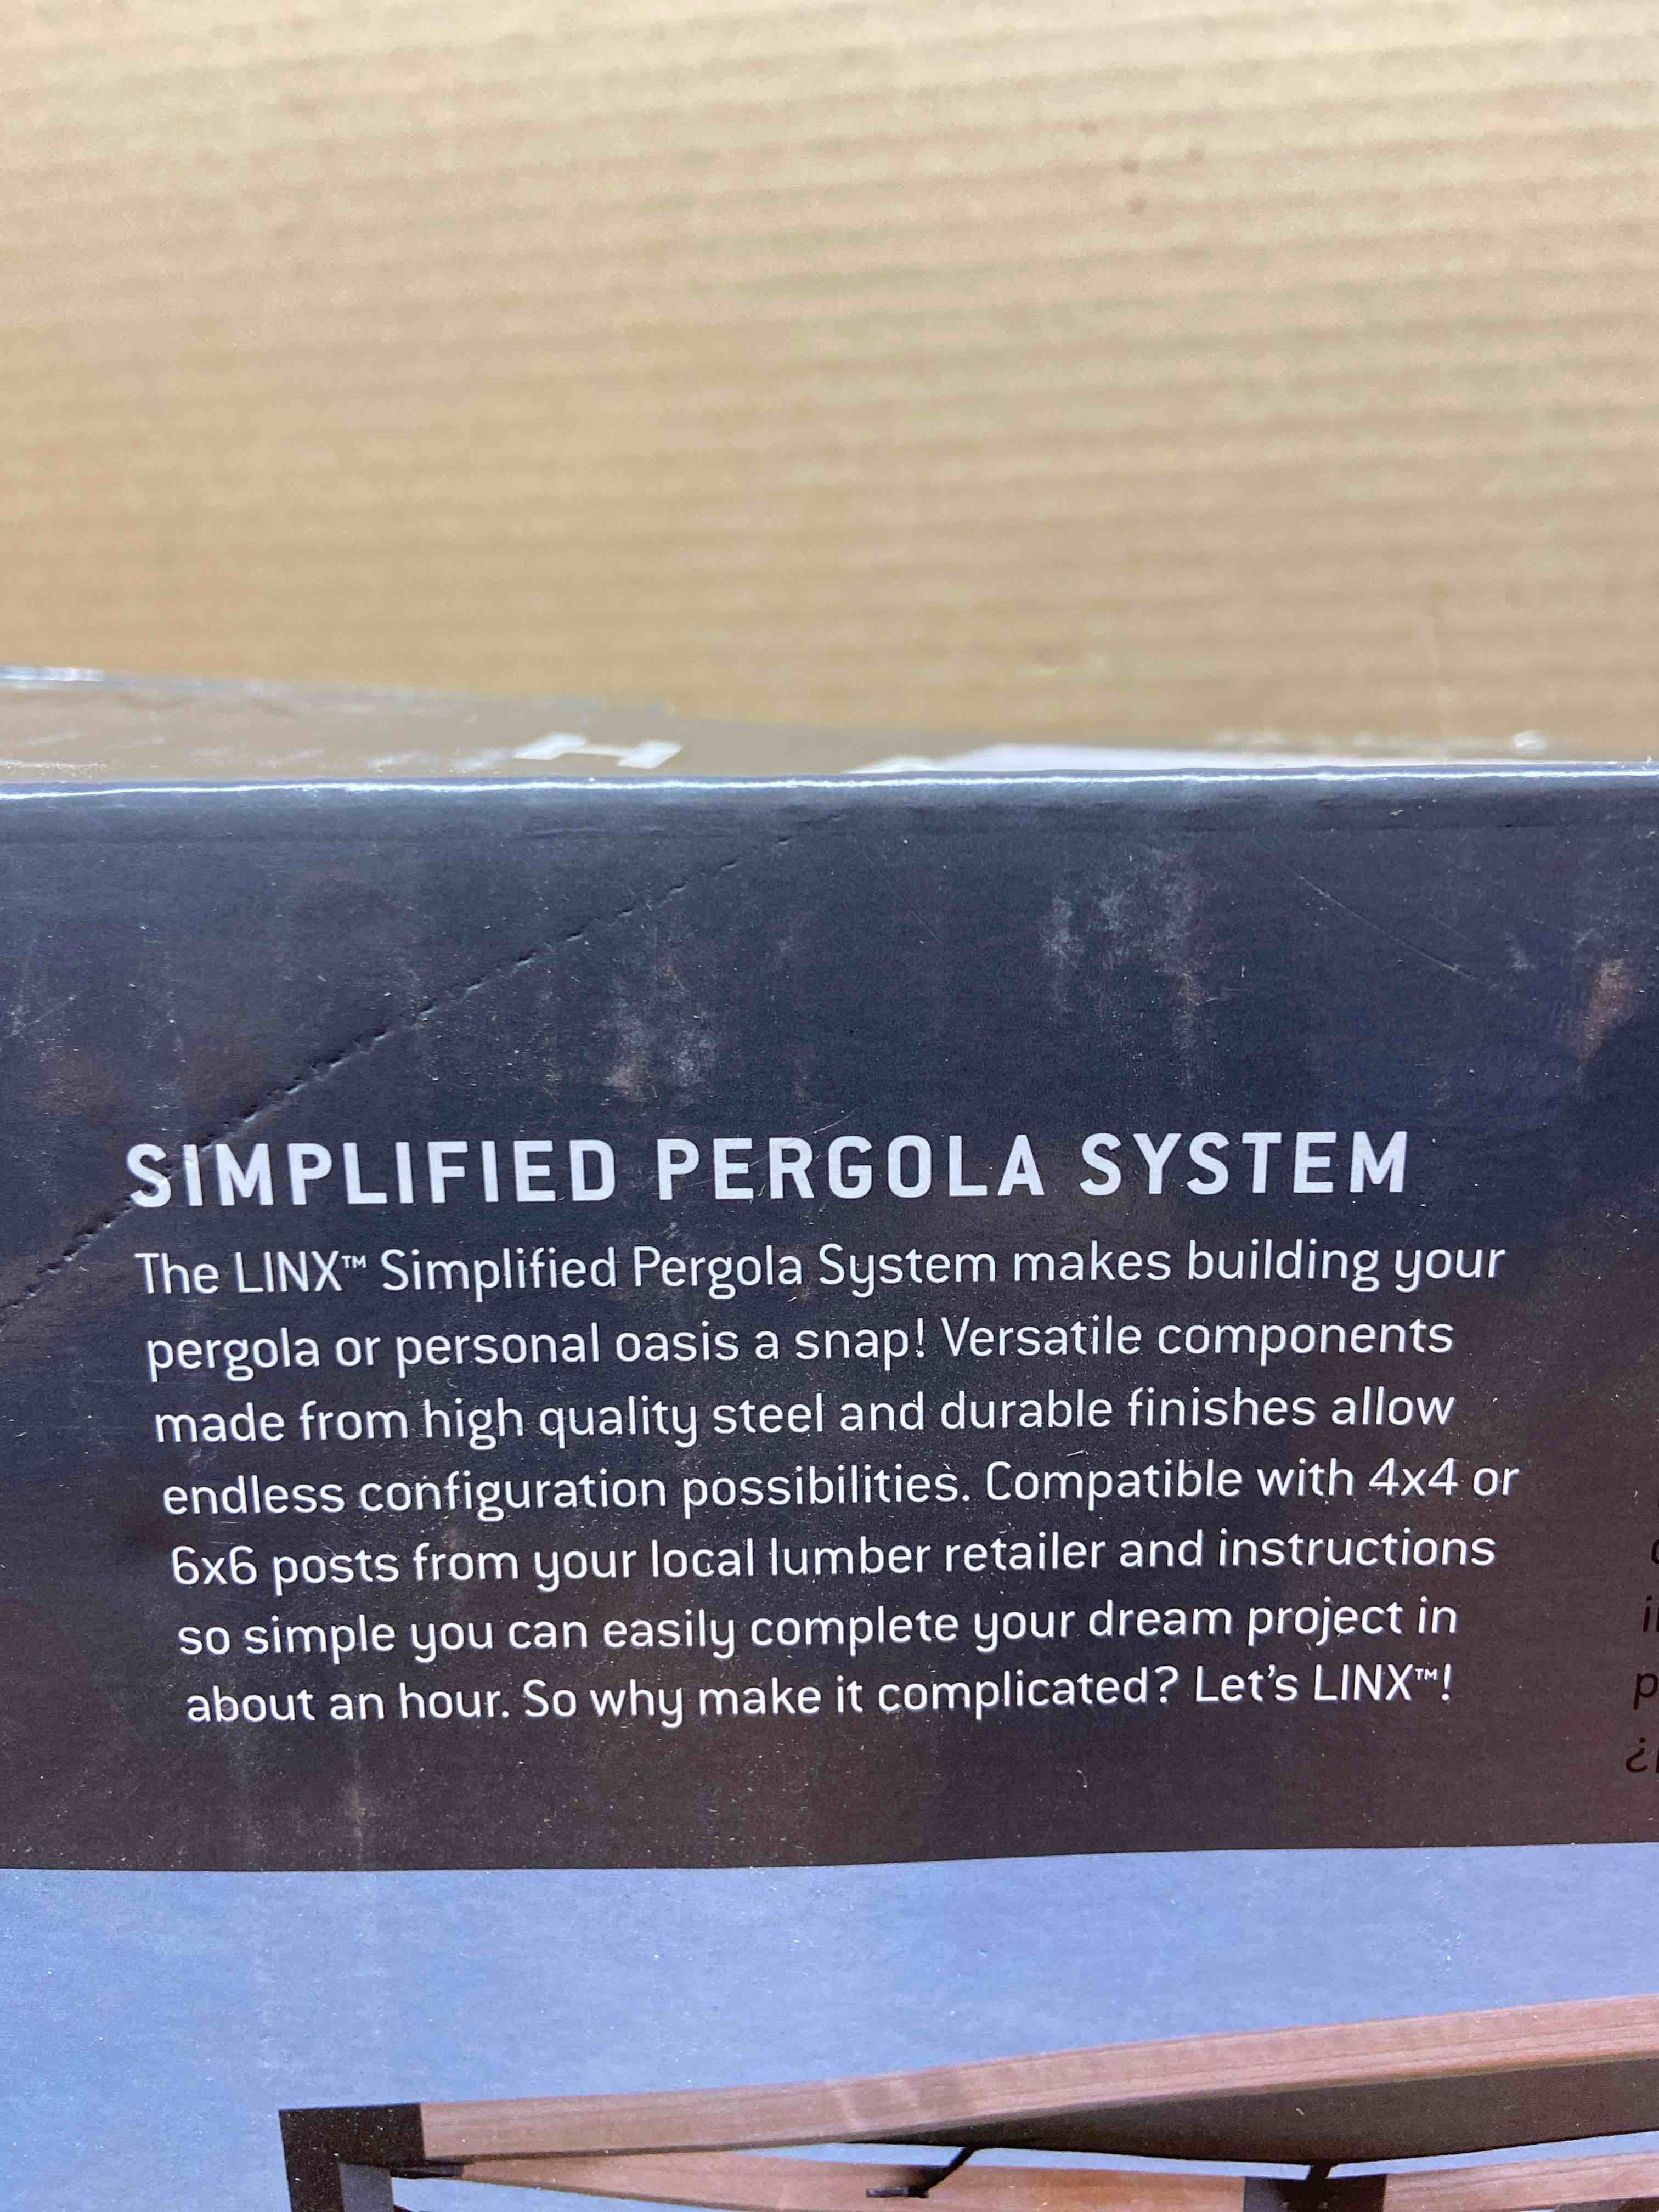 SIMPLIFIED PERGOLA SYSTEM
The LINX™ Simplified Pergola System makes building your
pergola or personal oasis a snap! Versatile components
made from high quality steel and durable finishes allow
endless configuration possibilities. Compatible with 4x4 or
6x6 posts from your local lumber retailer and instructions
so simple you can easily complete your dream project in
about an hour. So why make it complicated? Let's LINX™!